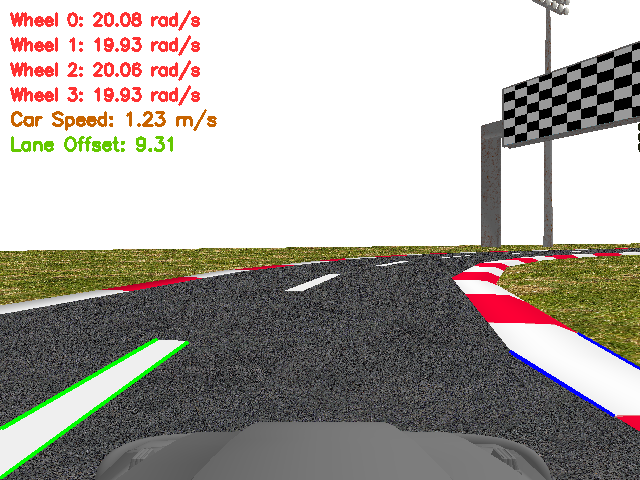 Wheel 0: 20.08 rad/s
Wheel 1: 19.93 rad/s
Wheel 2: 20.06 rad/s
Wheel 3: 19.93 rad/s
Car Speed: 1.23 m/s
Lane Offset: 9.31